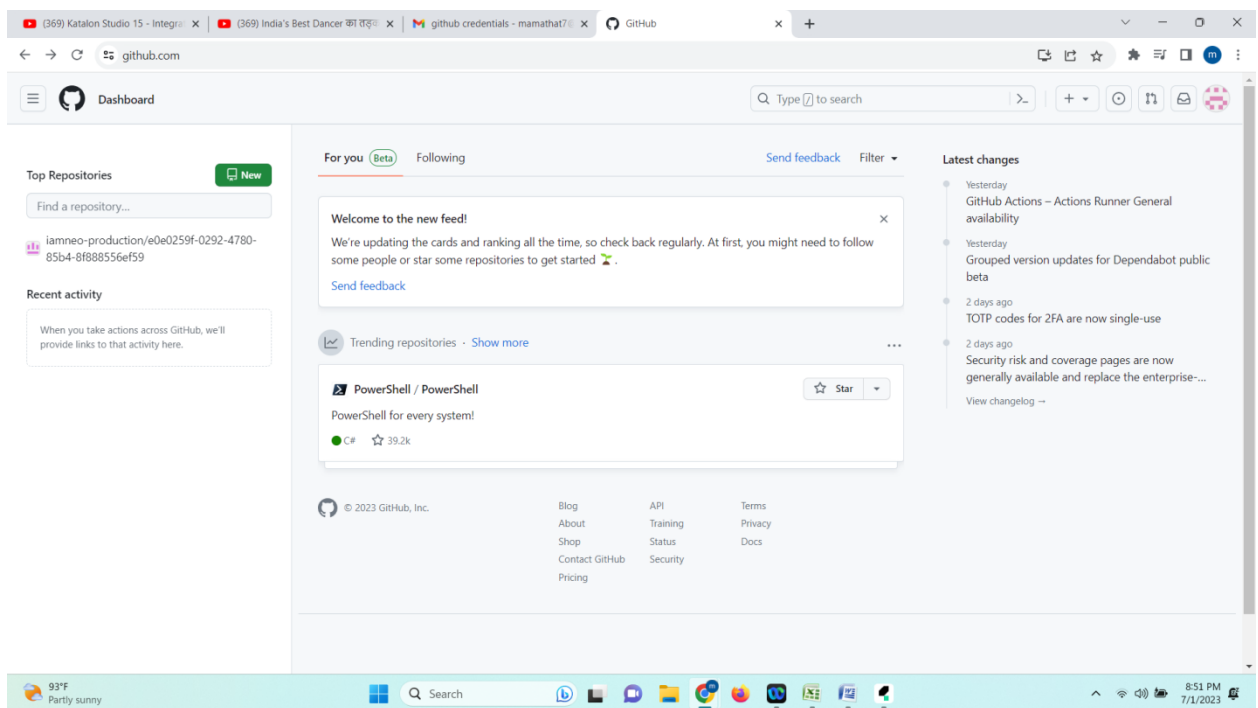 (369) Katalon Studio 15 - Integra
(369) India's Best Dancer का तड़
github credentials - mamathat7
GitHub
github.com
m
Dashboard
Type / to search
Top Repositories
New
Find a repository...
iamneo-production/e0e0259f-0292-4780-
85b4-8f888556ef59
Recent activity
When you take actions across GitHub, we'll
provide links to that activity here.
For you Beta Following
Send feedback Filter
Welcome to the new feed!
We're updating the cards and ranking all the time, so check back regularly. At first, you might need to follow
some people or star some repositories to get started .
Send feedback
Trending repositories · Show more
PowerShell / PowerShell
Star
PowerShell for every system!
C# 39.2k
© 2023 GitHub, Inc.
Blog
About
Shop
Contact GitHub
Pricing
API
Training
Status
Security
Terms
Privacy
Docs
Latest changes
Yesterday
GitHub Actions – Actions Runner General
availability
Yesterday
Grouped version updates for Dependabot public
beta
2 days ago
TOTP codes for 2FA are now single-use
2 days ago
Security risk and coverage pages are now
generally available and replace the enterprise-...
View changelog →
93°F
Partly sunny
Search
8:51 PM
7/1/2023